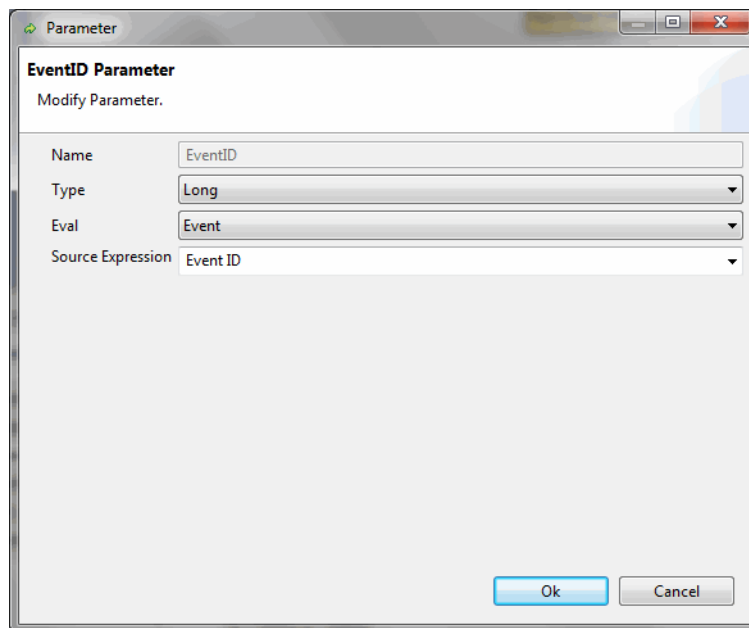 Parameter
EventID Parameter
Modify Parameter.
Name EventID
Type Long
Eval Event
Source Expression Event ID
Ok Cancel